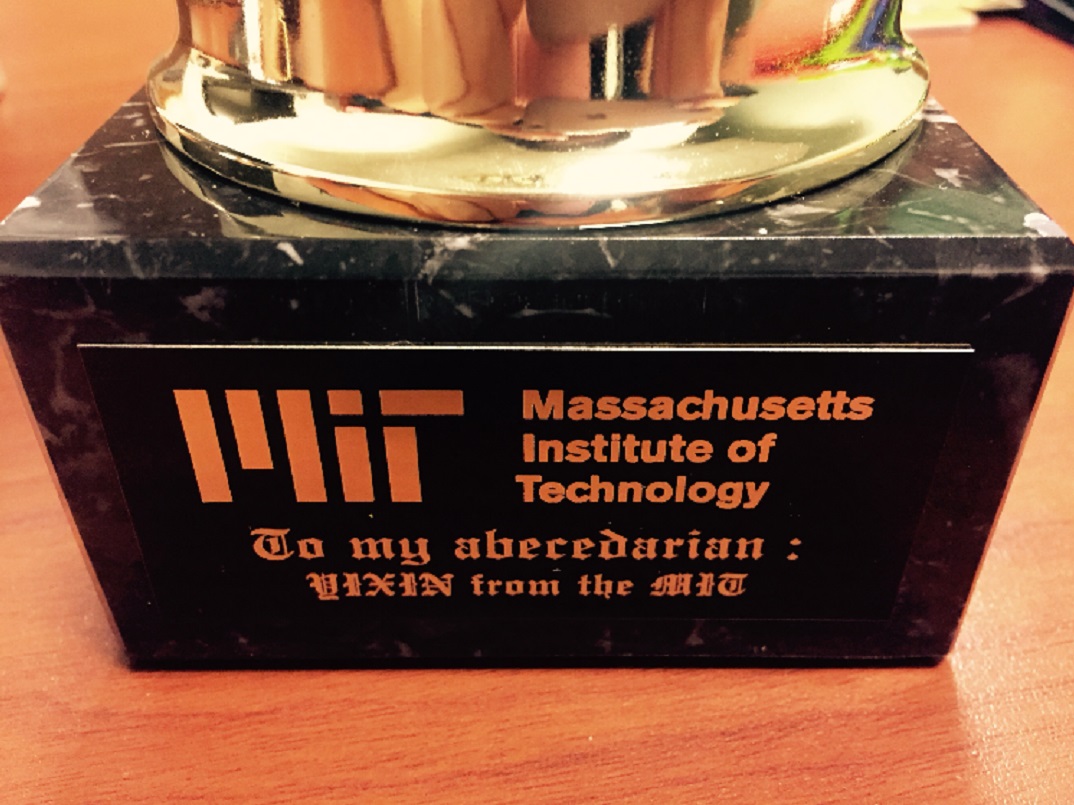 MIT
Massachusetts
Institute of
Technology
To my abecedarian :
YIXIN from the MIT